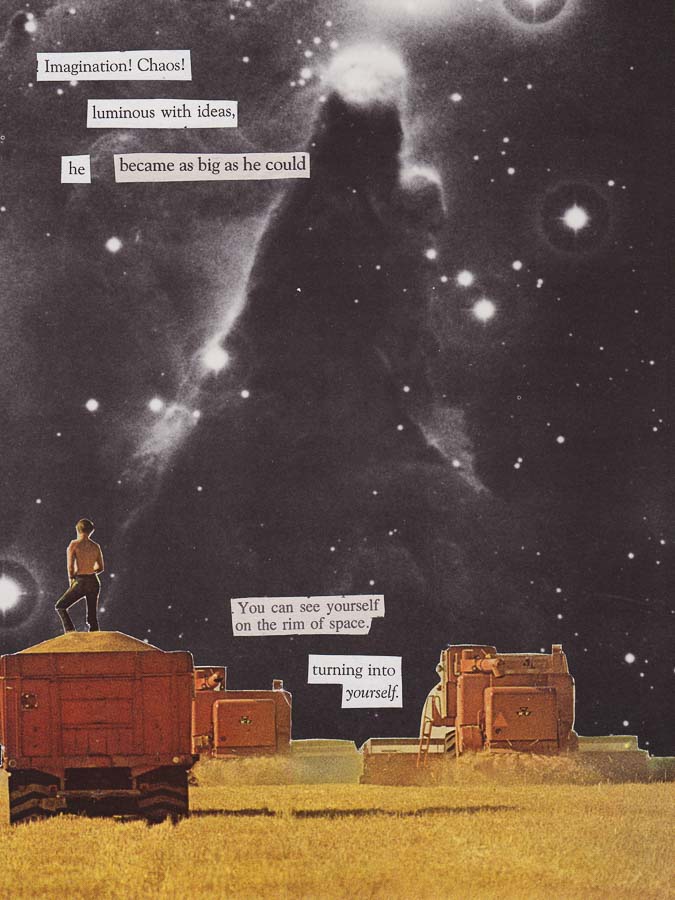 ! Imagination! Chaos!
luminous with ideas,
he became as big as he could
You can see yourself
on the rim of space.
turning into
yourself.